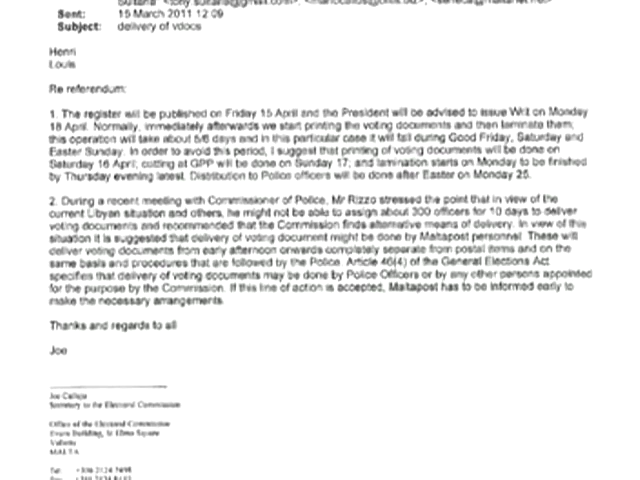 Sent: 15 March 2011 12:09
Subject: delivery of vdocs
Henri
Louis
Re referendum:
1. The register will be published on Friday 15 April and the President will be advised to issue Writ on Monday
18 April. Normally, immediately afterwards we start printing the voting documents and then laminate them;
this operation will take about 5/6 days and in this particular case it will fall during Good Friday, Saturday and
Easter Sunday. In order to avoid this period, I suggest that printing of voting documents will be done on
Saturday 16 April; cutting at GPP will be done on Sunday 17; and lamination starts on Monday to be finished
by Thursday evening latest. Distribution to Police officers will be done after Easter on Monday 25.
2. During a recent meeting with Commissioner of Police, Mr Rizzo stressed the point that in view of the
current Libyan situation and others, he might not be able to assign about 300 officers for 10 days to deliver
voting documents and recommended that the Commission finds alternative means of delivery. In view of this
situation it is suggested that delivery of voting document might be done by Maltapost personnel. These will
deliver voting documents from early afternoon onwards completely separate from postal items and on the
same basis and procedures that are followed by the Police. Article 46(4) of the General Elections Act
specifies that delivery of voting documents may be done by Police Officers or by any other persons appointed
for the purpose by the Commission. If this line of action is accepted, Maltapost has to be informed early to
make the necessary arrangements.
Thanks and regards to all
Joe
Joe Calleja
Secretary to the Electoral Commission
Office of the Electoral Commission
Evans Building, St Elmo Square
Valletta
MALTA
Tel: